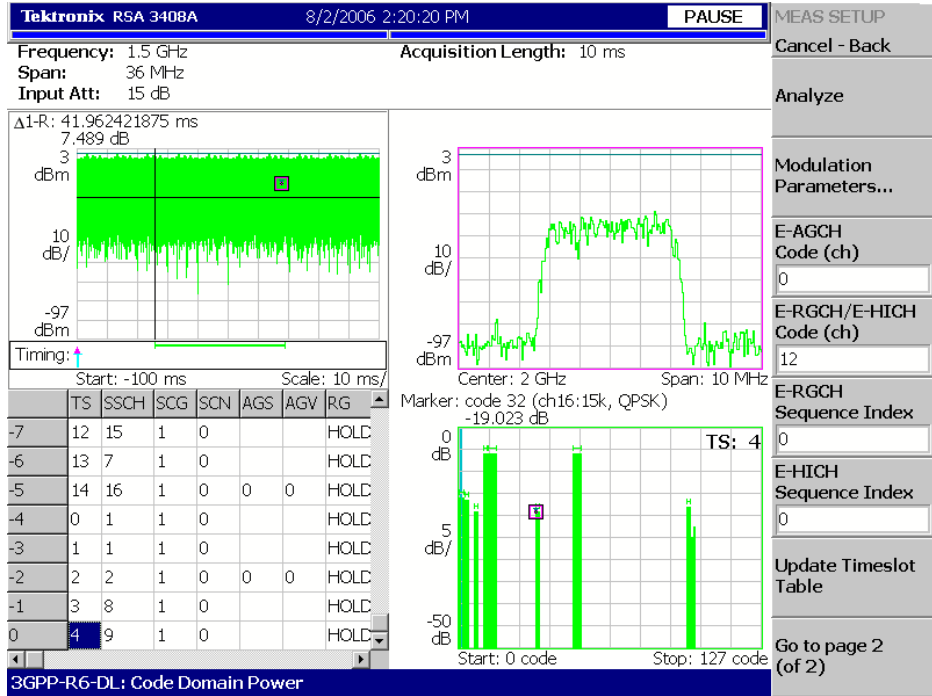 Tektronix RSA 3408A 8/2/2006 2:20:20 PM PAUSE
Frequency: 1.5 GHz
Span: 36 MHz
Input Att: 15 dB
Acquisition Length: 10 ms
Δ1-R: 41.962421875 ms
7.489 dB
3
dBm
10
dB/
-97
dBm
Timing:
Start: -100 ms Scale: 10 ms/
3
dBm
10
dB/
-97
dBm
Center: 2 GHz Span: 10 MHz
TS SSCH SCG SCN AGS AGV RG
-7 12 15 1 0 HOLD
-6 13 7 1 0 HOLD
-5 14 16 1 0 0 0 HOLD
-4 0 1 1 0 HOLD
-3 1 1 1 0 HOLD
-2 2 2 1 0 0 0 HOLD
-1 3 8 1 0 HOLD
0 4 9 1 0 HOLD
Marker: code 32 (ch16:15k, QPSK)
-19.023 dB
0
dB
TS: 4
5
dB/
-50
dB
Start: 0 code Stop: 127 code
3GPP-R6-DL: Code Domain Power
MEAS SETUP
Cancel - Back
Analyze
Modulation
Parameters...
E-AGCH
Code (ch)
0
E-RGCH/E-HICH
Code (ch)
12
E-RGCH
Sequence Index
0
E-HICH
Sequence Index
0
Update Timeslot
Table
Go to page 2
(of 2)